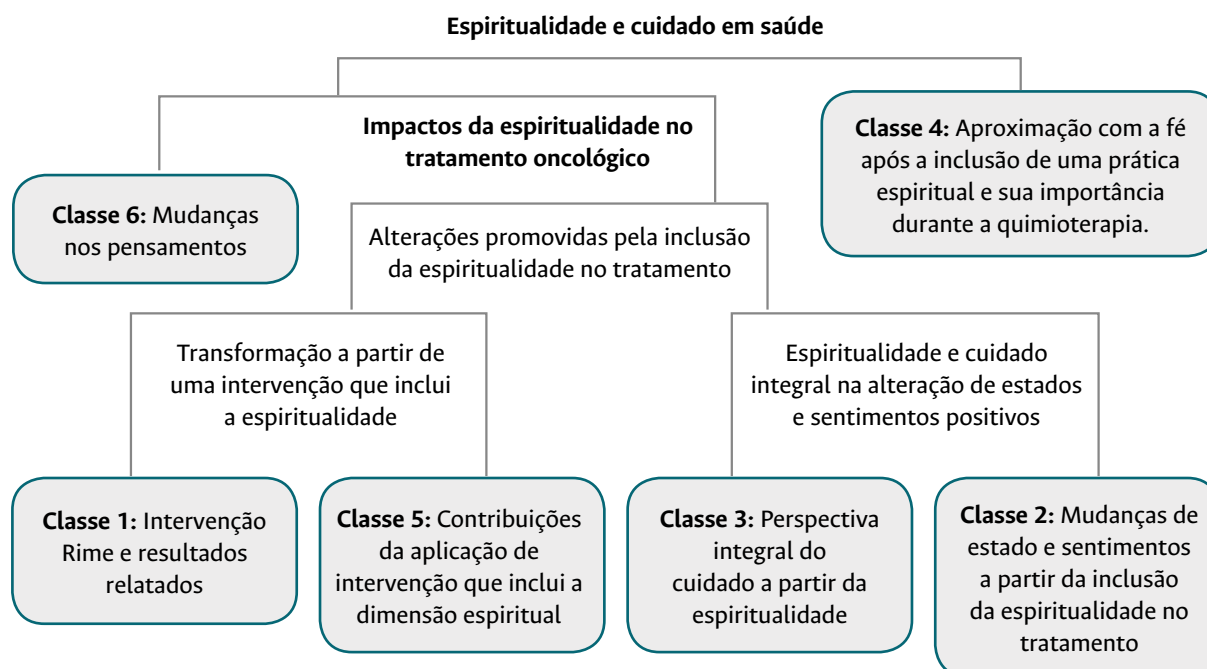 Espiritualidade e cuidado em saúde
Impactos da espiritualidade no
tratamento oncológico
Classe 4: Aproximação com a fé
após a inclusão de uma prática
espiritual e sua importância
durante a quimioterapia.
Classe 6: Mudanças
nos pensamentos
Alterações promovidas pela inclusão
da espiritualidade no tratamento
Transformação a partir de
uma intervenção que inclui
a espiritualidade
Espiritualidade e cuidado
integral na alteração de estados
e sentimentos positivos
Classe 1: Intervenção
Rime e resultados
relatados
Classe 5: Contribuições
da aplicação de
intervenção que inclui a
dimensão espiritual
Classe 3: Perspectiva
integral do
cuidado a partir da
espiritualidade
Classe 2: Mudanças de
estado e sentimentos
a partir da inclusão
da espiritualidade no
tratamento